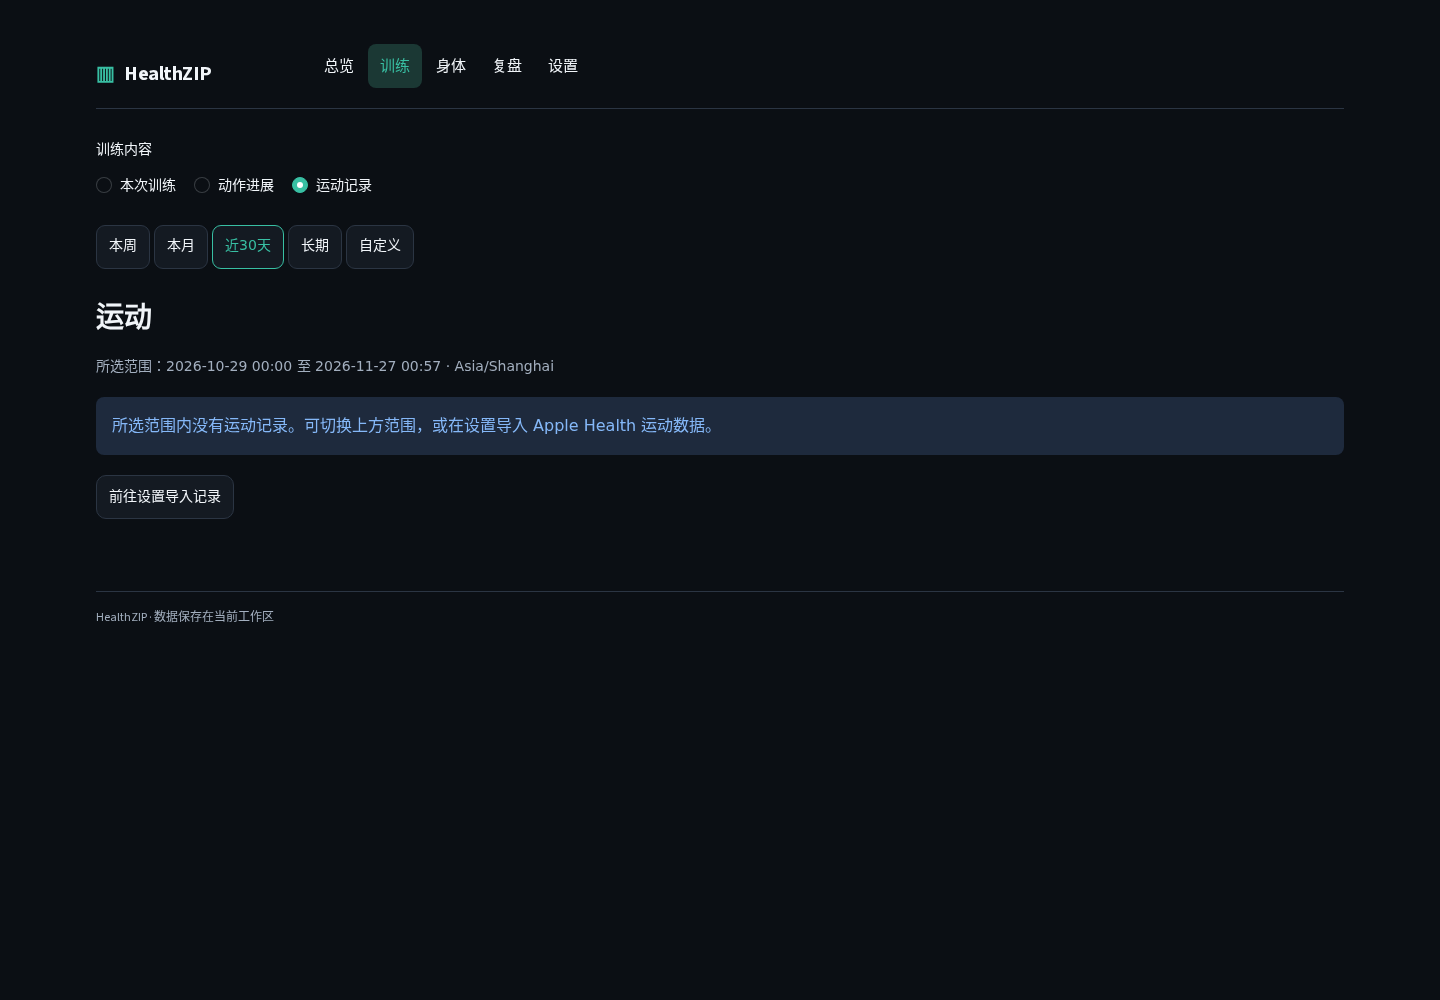 HealthZIP
总览 训练 身体 复盘 设置
训练内容
本次训练 动作进展 运动记录
本周 本月 近30天 长期 自定义
运动
所选范围：2026-10-29 00:00 至 2026-11-27 00:57 · Asia/Shanghai
所选范围内没有运动记录。可切换上方范围，或在设置导入 Apple Health 运动数据。
前往设置导入记录
HealthZIP · 数据保存在当前工作区